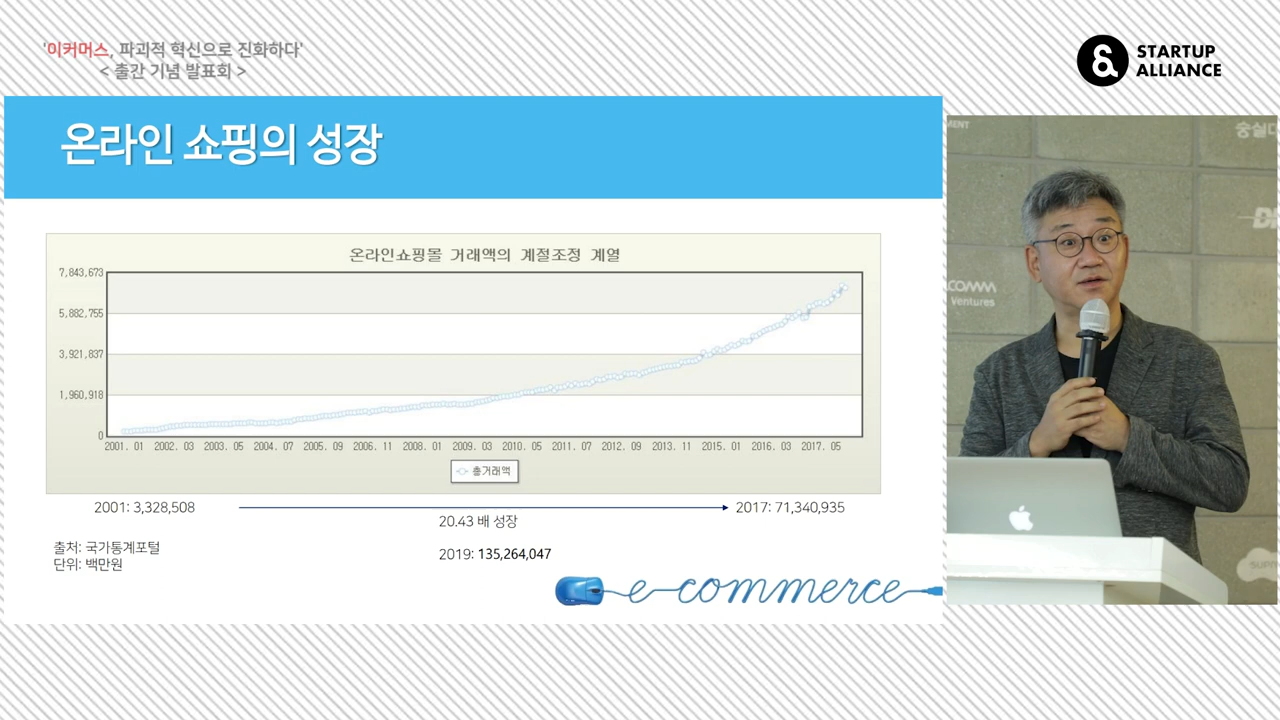 '이커머스, 파괴적 혁신으로 진화하다'
< 출간 기념 발표회 >
STARTUP
ALLIANCE
온라인 쇼핑의 성장
온라인쇼핑몰 거래액의 계절조정 계열
7,843,673
5,882,755
3,921,837
1,960,918
0
2001. 01 2002. 03 2003. 05 2004. 07 2005. 09 2006. 11 2008. 01 2009. 03 2010. 05 2011. 07 2012. 09 2013. 11 2015. 01 2016. 03 2017. 05
총거래액
2001: 3,328,508
2017: 71,340,935
20.43 배 성장
출처: 국가통계포털
단위: 백만원
2019: 135,264,047
e-commerce
MENT
숭실대
COMM
Ventures